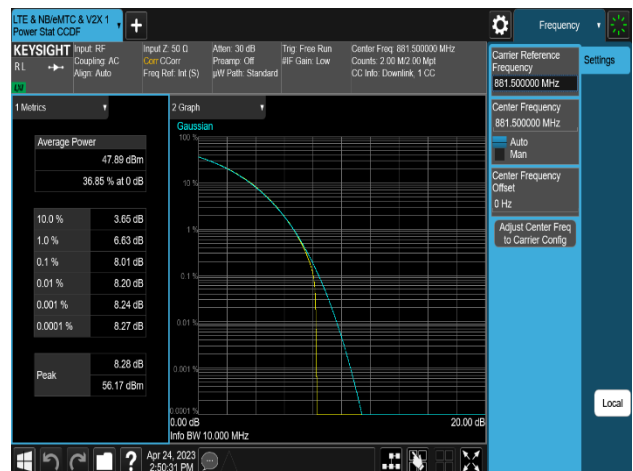 LTE & NB/eMTC & V2X 1
Power Stat CCDF
Frequency
KEYSIGHT
RL
LNI
Input: RF
Coupling: AC
Align: Auto
Input Z: 50 Ω
Corr CCorr
Freq Ref: Int (S)
Atten: 30 dB
Preamp: Off
µW Path: Standard
Trig: Free Run
#IF Gain: Low
Center Freq: 881.500000 MHz
Counts: 2.00 M/2.00 Mpt
CC Info: Downlink, 1 CC
Carrier Reference Frequency
881.500000 MHz
Settings
Center Frequency
881.500000 MHz
Auto
Man
Center Frequency Offset
0 Hz
Adjust Center Freq to Carrier Config
Local
1 Metrics
Average Power
47.89 dBm
36.85 % at 0 dB
10.0 % 3.65 dB
1.0 % 6.63 dB
0.1 % 8.01 dB
0.01 % 8.20 dB
0.001 % 8.24 dB
0.0001 % 8.27 dB
Peak
8.28 dB
56.17 dBm
2 Graph
Gaussian
100 %
10 %
1 %
0.1 %
0.01 %
0.001 %
0.0001 %
0.00 dB
20.00 dB
Info BW 10.000 MHz
?
Apr 24, 2023
2:50:31 PM